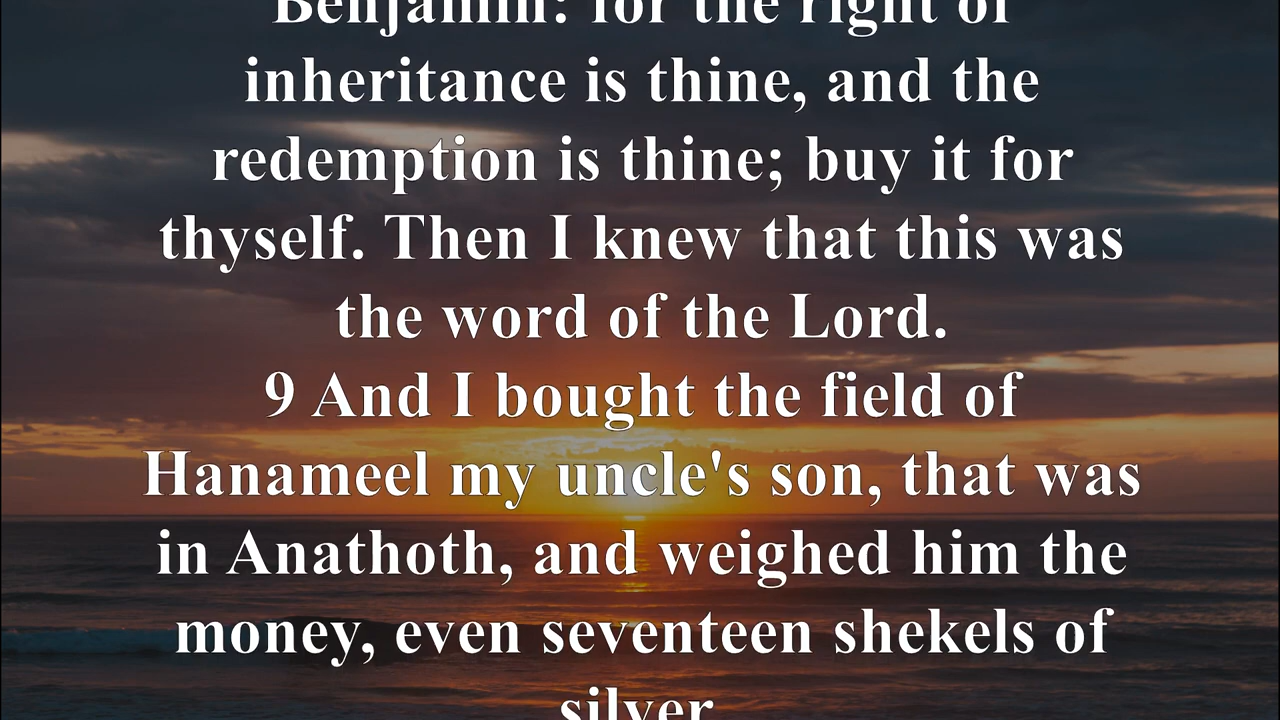 Benjamin: for the right of
inheritance is thine, and the
redemption is thine; buy it for
thyself. Then I knew that this was
the word of the Lord.
9 And I bought the field of
Hanameel my uncle's son, that was
in Anathoth, and weighed him the
money, even seventeen shekels of
silver